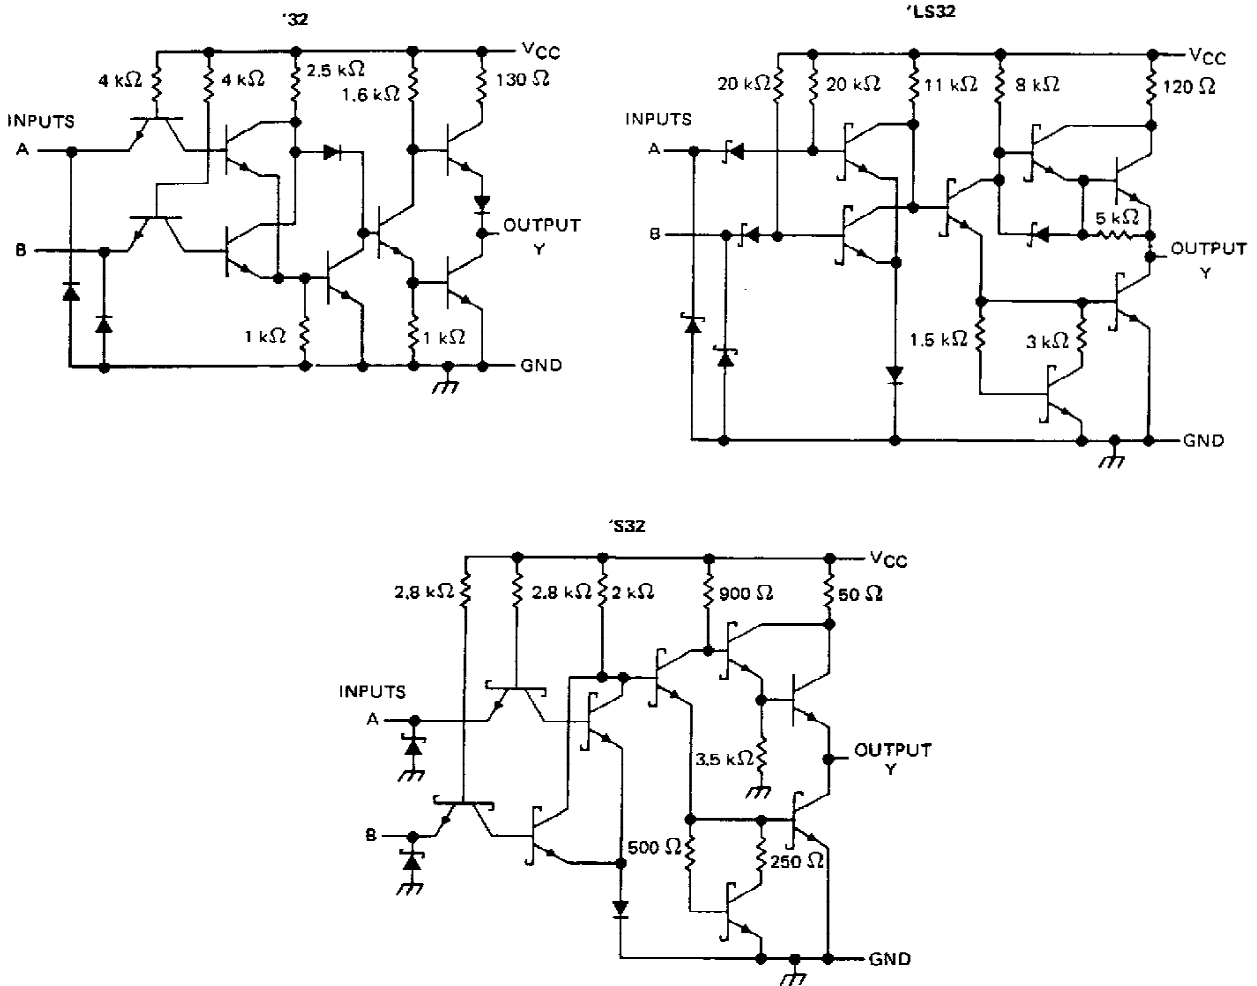 '32
VCC
4 kΩ
4 kΩ
2.5 kΩ
1.6 kΩ
130 Ω
INPUTS
A
B
OUTPUT
Y
1 kΩ
1 kΩ
GND
'LS32
VCC
20 kΩ
20 kΩ
11 kΩ
8 kΩ
120 Ω
INPUTS
A
B
5 kΩ
OUTPUT
Y
1.5 kΩ
3 kΩ
GND
'S32
VCC
2.8 kΩ
2.8 kΩ
2 kΩ
900 Ω
50 Ω
INPUTS
A
B
3.5 kΩ
OUTPUT
Y
500 Ω
250 Ω
GND